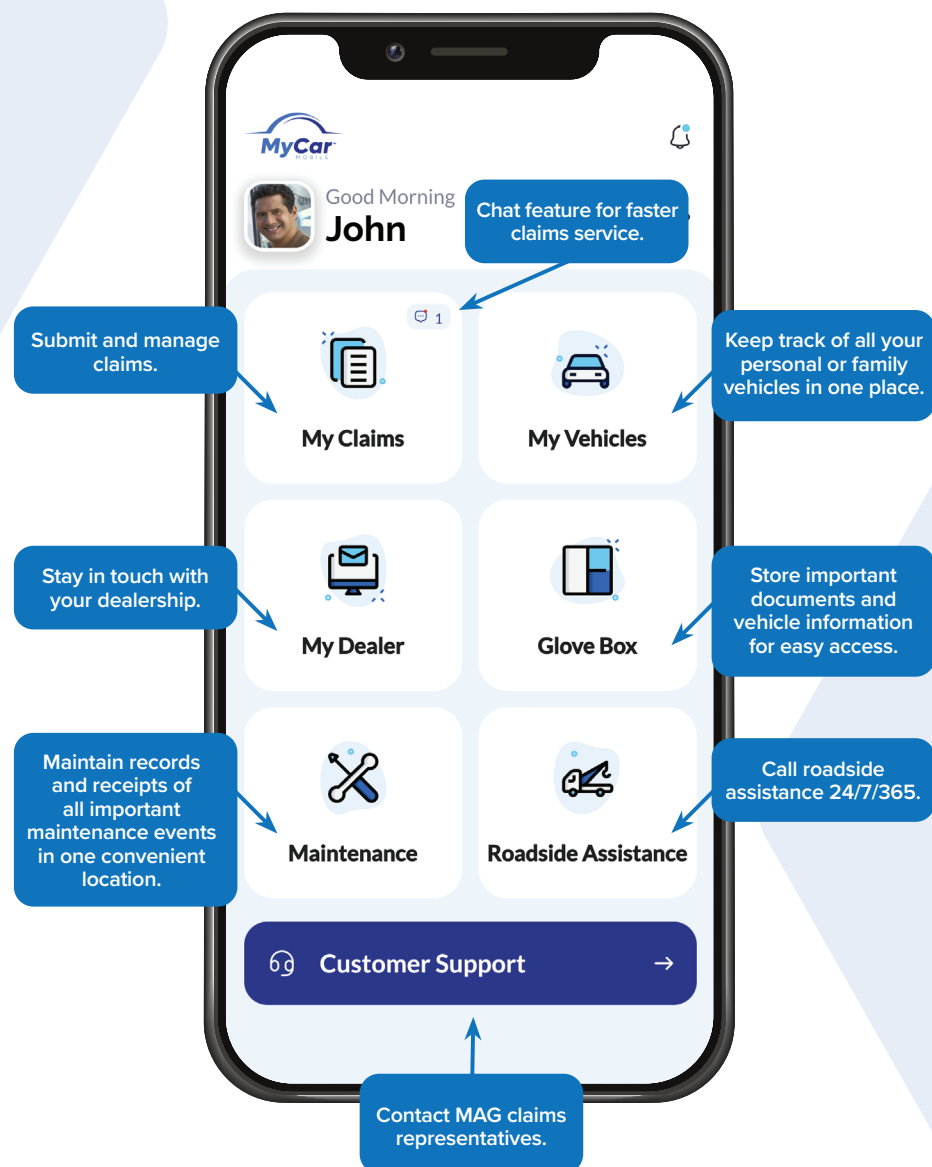 MyCar
MOBILE
Good Morning
John
Chat feature for faster
claims service.
1
Submit and manage
claims.
My Claims
My Vehicles
Keep track of all your
personal or family
vehicles in one place.
Stay in touch with
your dealership.
My Dealer
Glove Box
Store important
documents and
vehicle information
for easy access.
Maintain records
and receipts of
all important
maintenance events
in one convenient
location.
Maintenance
Roadside Assistance
Call roadside
assistance 24/7/365.
Customer Support
Contact MAG claims
representatives.